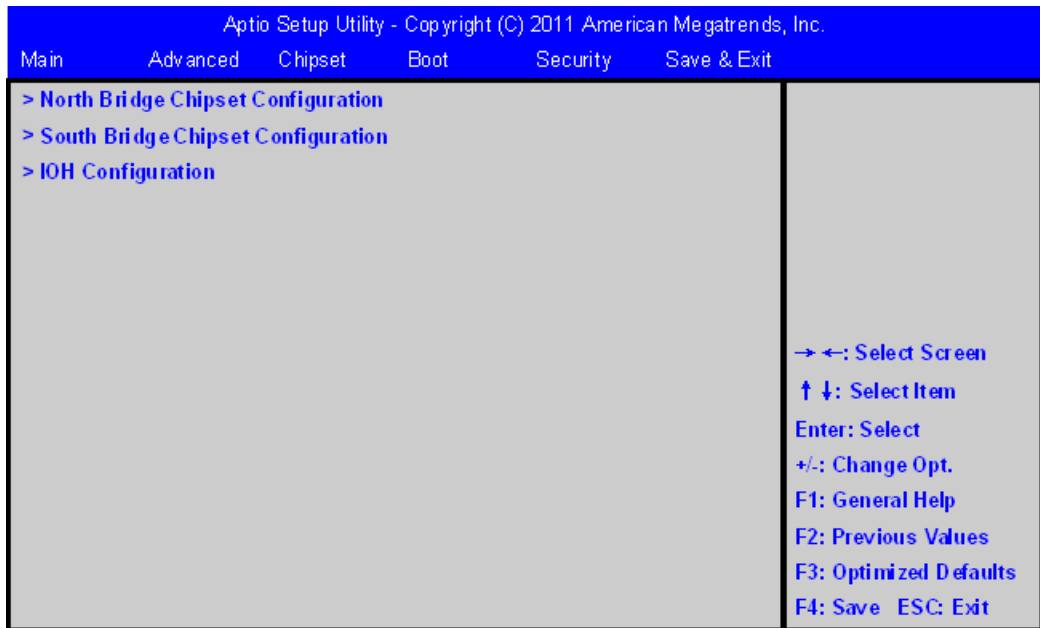 Aptio Setup Utility - Copyright (C) 2011 American Megatrends, Inc.
Main Advanced Chipset Boot Security Save & Exit
> North Bridge Chipset Configuration
> South Bridge Chipset Configuration
> IOH Configuration
→ ←: Select Screen
↑ ↓: Select Item
Enter: Select
+/-: Change Opt.
F1: General Help
F2: Previous Values
F3: Optimized Defaults
F4: Save ESC: Exit